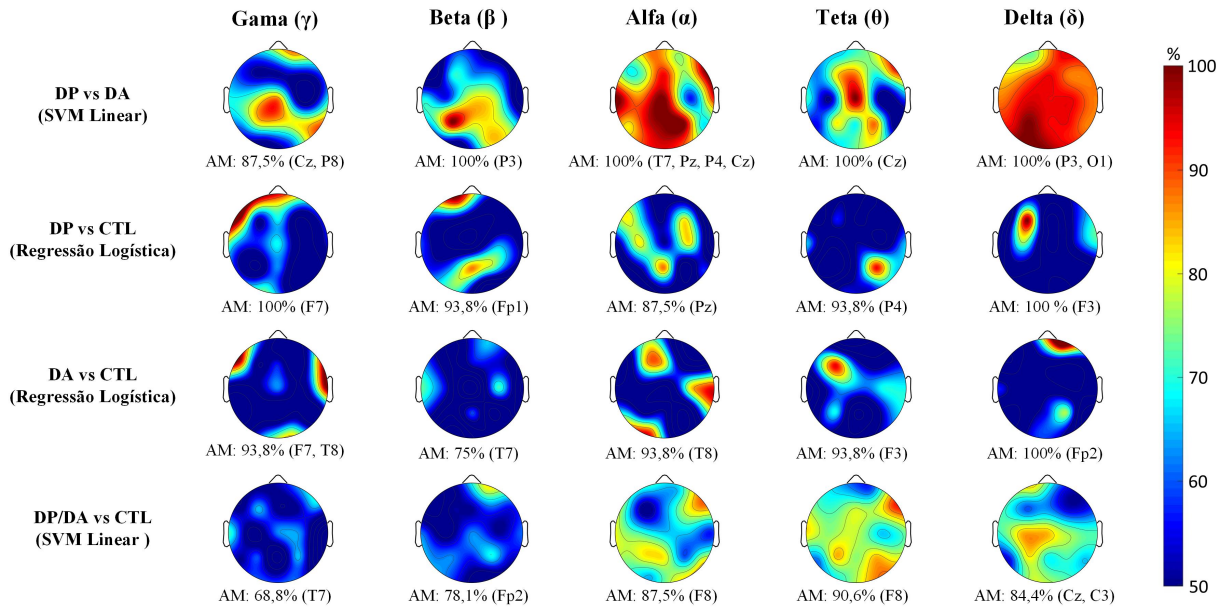 Gama (γ) Beta (β ) Alfa (α) Teta (θ) Delta (δ)
%
100
90
80
70
60
50
DP vs DA
(SVM Linear)
AM: 87,5% (Cz, P8) AM: 100% (P3) AM: 100% (T7, Pz, P4, Cz) AM: 100% (Cz) AM: 100% (P3, O1)
DP vs CTL
(Regressão Logística)
AM: 100% (F7) AM: 93,8% (Fp1) AM: 87,5% (Pz) AM: 93,8% (P4) AM: 100 % (F3)
DA vs CTL
(Regressão Logística)
AM: 93,8% (F7, T8) AM: 75% (T7) AM: 93,8% (T8) AM: 93,8% (F3) AM: 100% (Fp2)
DP/DA vs CTL
(SVM Linear )
AM: 68,8% (T7) AM: 78,1% (Fp2) AM: 87,5% (F8) AM: 90,6% (F8) AM: 84,4% (Cz, C3)